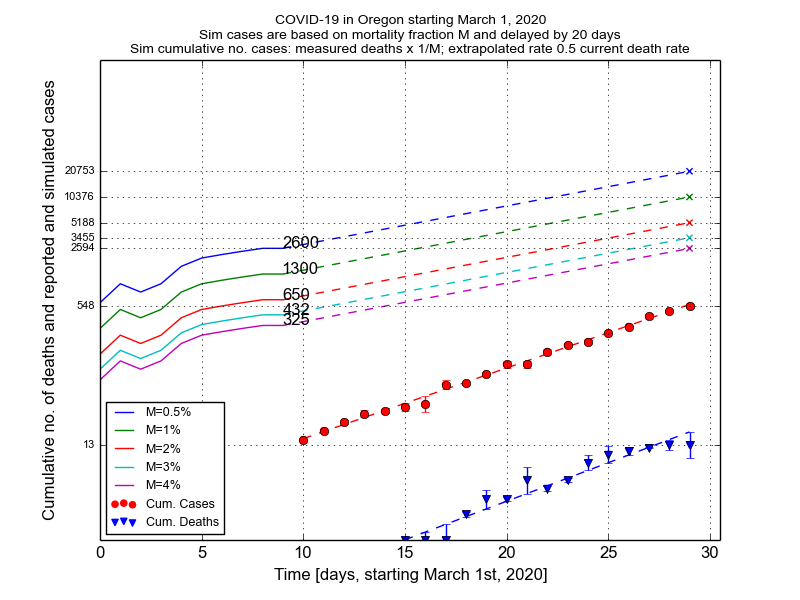 COVID-19 in Oregon starting March 1, 2020
Sim cases are based on mortality fraction M and delayed by 20 days
Sim cumulative no. cases: measured deaths x 1/M; extrapolated rate 0.5 current death rate
Cumulative no. of deaths and reported and simulated cases
20753
10376
5188
3455
2594
548
13
2600
1300
650
432
325
M=0.5%
M=1%
M=2%
M=3%
M=4%
Cum. Cases
Cum. Deaths
0 5 10 15 20 25 30
Time [days, starting March 1st, 2020]